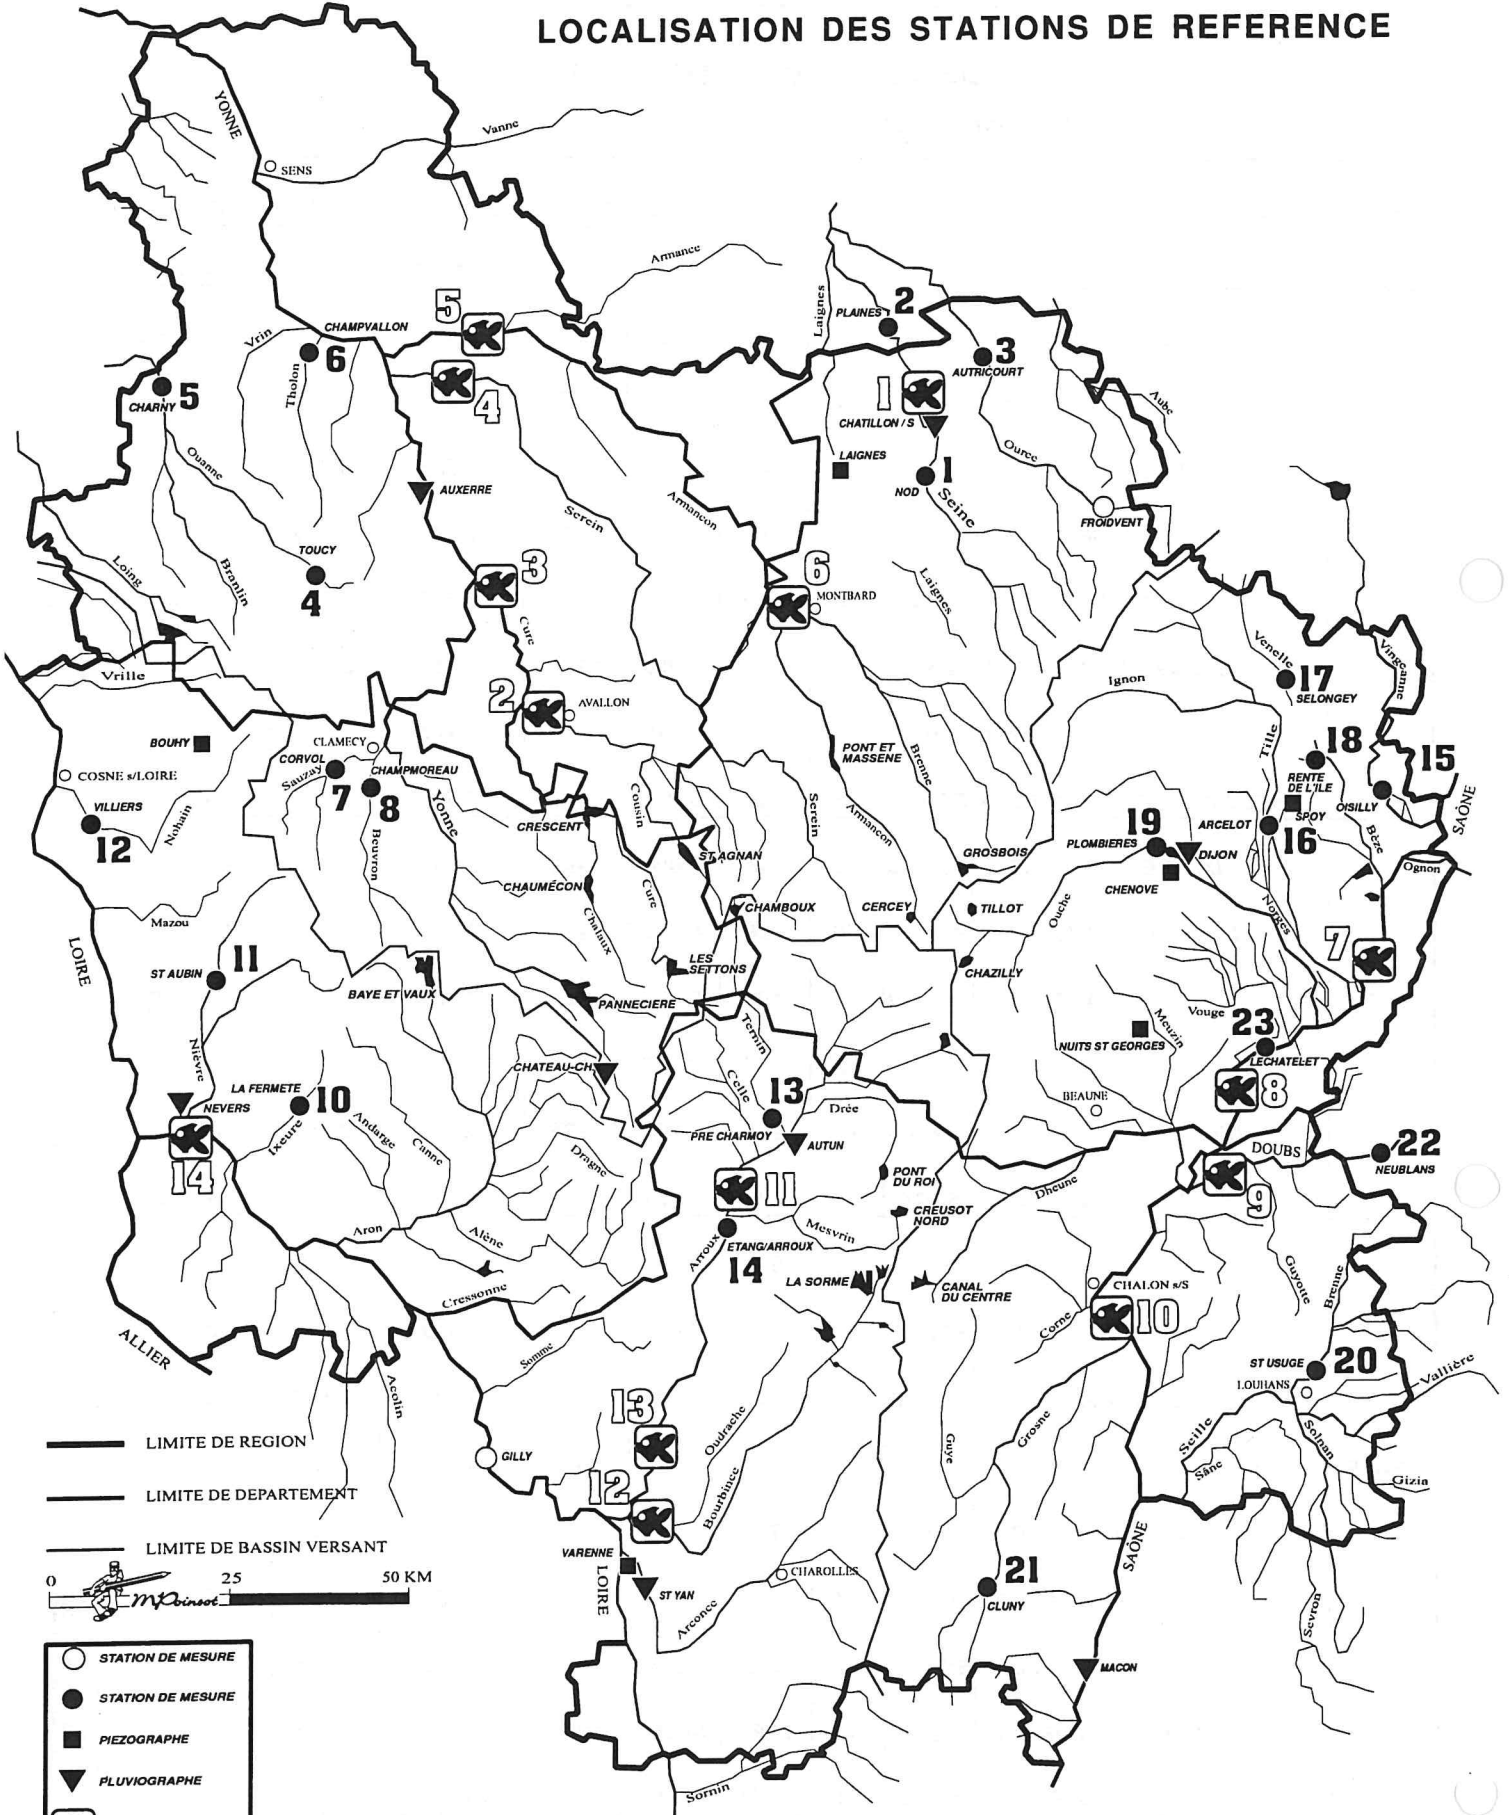 LOCALISATION DES STATIONS DE REFERENCE
YONNE
Vanne
SENS
Armance
Laignes
PLAINES
2
3
AUTRICOURT
Aube
5
CHAMPVALLON
Vrin
6
Tholon
4
1
CHATILLON / S
5
CHARNY
Ource
LAIGNES
1
NOD
Seine
FROIDVENT
Ouanne
AUXERRE
Serein
Armançon
TOUCY
4
Loing
Branlin
3
Cure
6
MONTBARD
Laignes
Venelle
Vingeanne
17
SELONGEY
Vrille
2
AVALLON
Ignon
Tille
BOUHY
CLAMECY
CORVOL
Sauzay
7
CHAMPMOREAU
8
PONT ET
MASSENE
Brenne
18
RENTE
DE L'ILE
15
OISILLY
SAÔNE
COSNE s/LOIRE
VILLIERS
12
Nohain
Beuvron
Yonne
CRESCENT
Cousin
Serein
Armancon
19
PLOMBIERES
DIJON
ARCELOT
16
SPOY
Bèze
Ognon
ST AGNAN
GROSBOIS
CHENOVE
CHAUMÉCON
Cure
Chalaux
CHAMBOUX
CERCEY
TILLOT
Ouche
Norges
Mazou
LOIRE
ST AUBIN
11
BAYE ET VAUX
LES
SETTONS
PANNECIERE
CHAZILLY
7
Nièvre
Ternin
NUITS ST GEORGES
Meuzin
Vouge
23
LECHATELET
8
CHATEAU-CH.
Celle
13
PRE CHARMOY
Drée
AUTUN
BEAUNE
LA FERMETE
10
NEVERS
14
Ixeure
Andarge
Canne
Dragne
11
PONT
DU ROI
DOUBS
22
NEUBLANS
9
Dheune
Aron
Alène
Arroux
ETANG/ARROUX
14
Mesvrin
CREUSOT
NORD
LA SORME
CANAL
DU CENTRE
CHALON s/S
10
Corne
Guyotte
Brenne
Cressonne
ALLIER
Somme
Acolin
ST USUGE
20
LOUHANS
Vallière
Seille
Solnan
Sâne
Gizia
13
Oudrache
Guye
Grosne
GILLY
12
Bourbince
LIMITE DE REGION
LIMITE DE DEPARTEMENT
LIMITE DE BASSIN VERSANT
0 25 50 KM
MPoinsot
VARENNE
LOIRE
ST YAN
Arconce
CHAROLLES
21
CLUNY
SAÔNE
Sevron
MACON
Sornin
STATION DE MESURE
STATION DE MESURE
PIEZOGRAPHE
PLUVIOGRAPHE